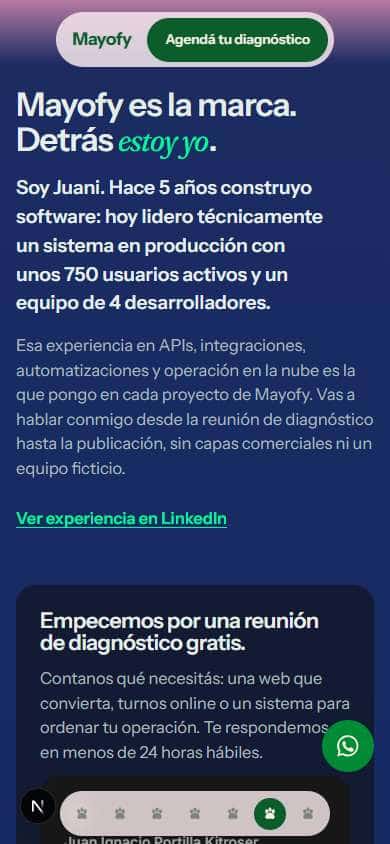 Mayofy
Agendá tu diagnóstico
Mayofy es la marca.
Detrás estoy yo.
Soy Juani. Hace 5 años construyo
software: hoy lidero técnicamente
un sistema en producción con
unos 750 usuarios activos y un
equipo de 4 desarrolladores.
Esa experiencia en APIs, integraciones,
automatizaciones y operación en la nube es la
que pongo en cada proyecto de Mayofy. Vas a
hablar conmigo desde la reunión de diagnóstico
hasta la publicación, sin capas comerciales ni un
equipo ficticio.
Ver experiencia en LinkedIn
Empecemos por una reunión
de diagnóstico gratis.
Contanos qué necesitás: una web que
convierta, turnos online o un sistema para
ordenar tu operación. Te respondemos
en menos de 24 horas hábiles.
N
Juan Ignacio Portilla Kitroser